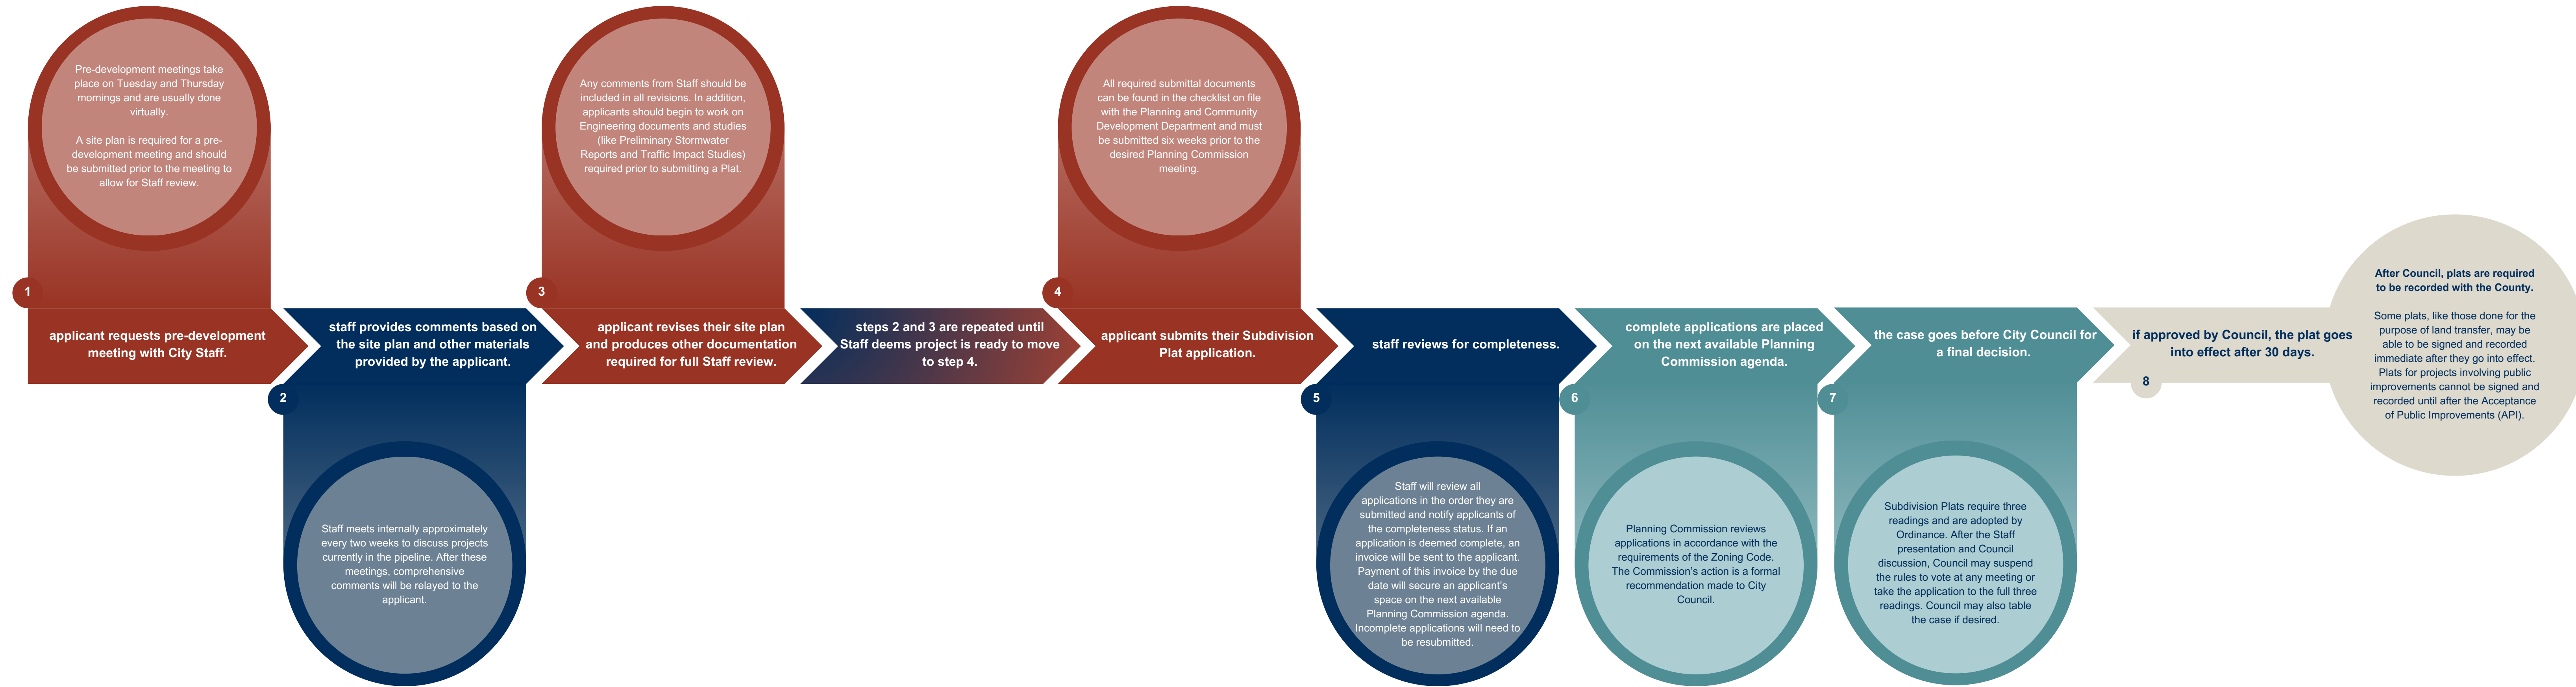 Pre-development meetings take
place on Tuesday and Thursday
mornings and are usually done
virtually.
A site plan is required for a pre-
development meeting and should
be submitted prior to the meeting to
allow for Staff review.
1
applicant requests pre-development
meeting with City Staff.
staff provides comments based on
the site plan and other materials
provided by the applicant.
2
Staff meets internally approximately
every two weeks to discuss projects
currently in the pipeline. After these
meetings, comprehensive
comments will be relayed to the
applicant.
Any comments from Staff should be
included in all revisions. In addition,
applicants should begin to work on
Engineering documents and studies
(like Preliminary Stormwater
Reports and Traffic Impact Studies)
required prior to submitting a Plat.
3
applicant revises their site plan
and produces other documentation
required for full Staff review.
steps 2 and 3 are repeated until
Staff deems project is ready to move
to step 4.
All required submittal documents
can be found in the checklist on file
with the Planning and Community
Development Department and must
be submitted six weeks prior to the
desired Planning Commission
meeting.
4
applicant submits their Subdivision
Plat application.
staff reviews for completeness.
5
Staff will review all
applications in the order they are
submitted and notify applicants of
the completeness status. If an
application is deemed complete, an
invoice will be sent to the applicant.
Payment of this invoice by the due
date will secure an applicant's
space on the next available
Planning Commission agenda.
Incomplete applications will need to
be resubmitted.
complete applications are placed
on the next available Planning
Commission agenda.
6
Planning Commission reviews
applications in accordance with the
requirements of the Zoning Code.
The Commission's action is a formal
recommendation made to City
Council.
the case goes before City Council for
a final decision.
7
Subdivision Plats require three
readings and are adopted by
Ordinance. After the Staff
presentation and Council
discussion, Council may suspend
the rules to vote at any meeting or
take the application to the full three
readings. Council may also table
the case if desired.
if approved by Council, the plat goes
into effect after 30 days.
8
After Council, plats are required
to be recorded with the County.
Some plats, like those done for the
purpose of land transfer, may be
able to be signed and recorded
immediate after they go into effect.
Plats for projects involving public
improvements cannot be signed and
recorded until after the Acceptance
of Public Improvements (API).